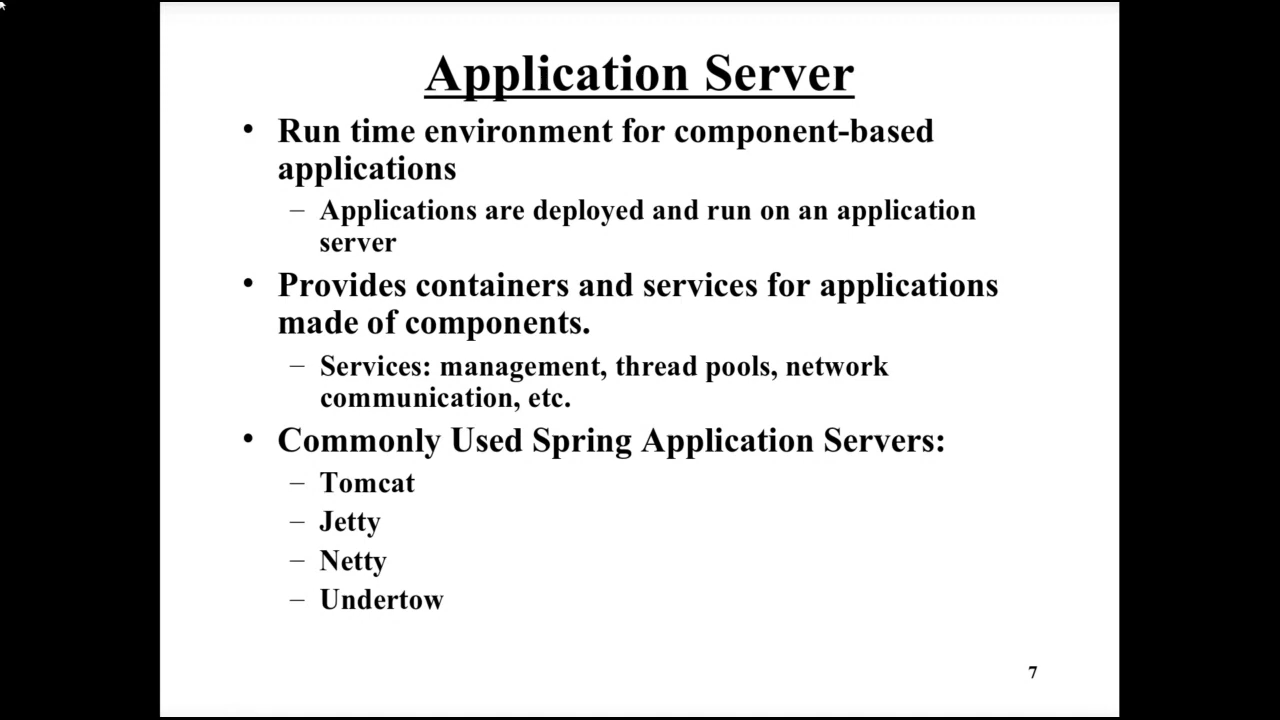 Application Server
• Run time environment for component-based
applications
– Applications are deployed and run on an application
server
• Provides containers and services for applications
made of components.
– Services: management, thread pools, network
communication, etc.
• Commonly Used Spring Application Servers:
– Tomcat
– Jetty
– Netty
– Undertow
7